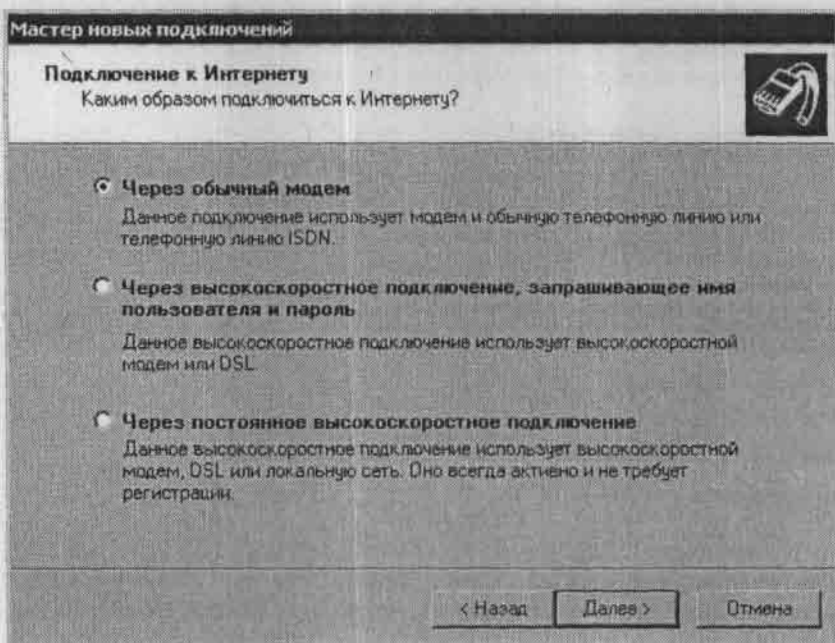 Мастер новых подключений
Подключение к Интернету
Каким образом подключиться к Интернету?
Через обычный модем
Данное подключение использует модем и обычную телефонную линию или
телефонную линию ISDN.
Через высокоскоростное подключение, запрашивающее имя
пользователя и пароль
Данное высокоскоростное подключение использует высокоскоростной
модем или DSL.
Через постоянное высокоскоростное подключение
Данное высокоскоростное подключение использует высокоскоростной
модем, DSL или локальную сеть. Оно всегда активно и не требует
регистрации.
< Назад
Далее >
Отмена